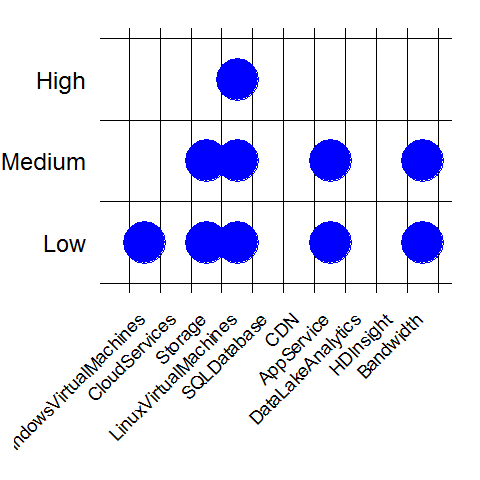 High
Medium
Low
ndowsVirtualMachines
CloudServices
Storage
LinuxVirtualMachines
SQLDatabase
CDN
AppService
DataLakeAnalytics
HDInsight
Bandwidth